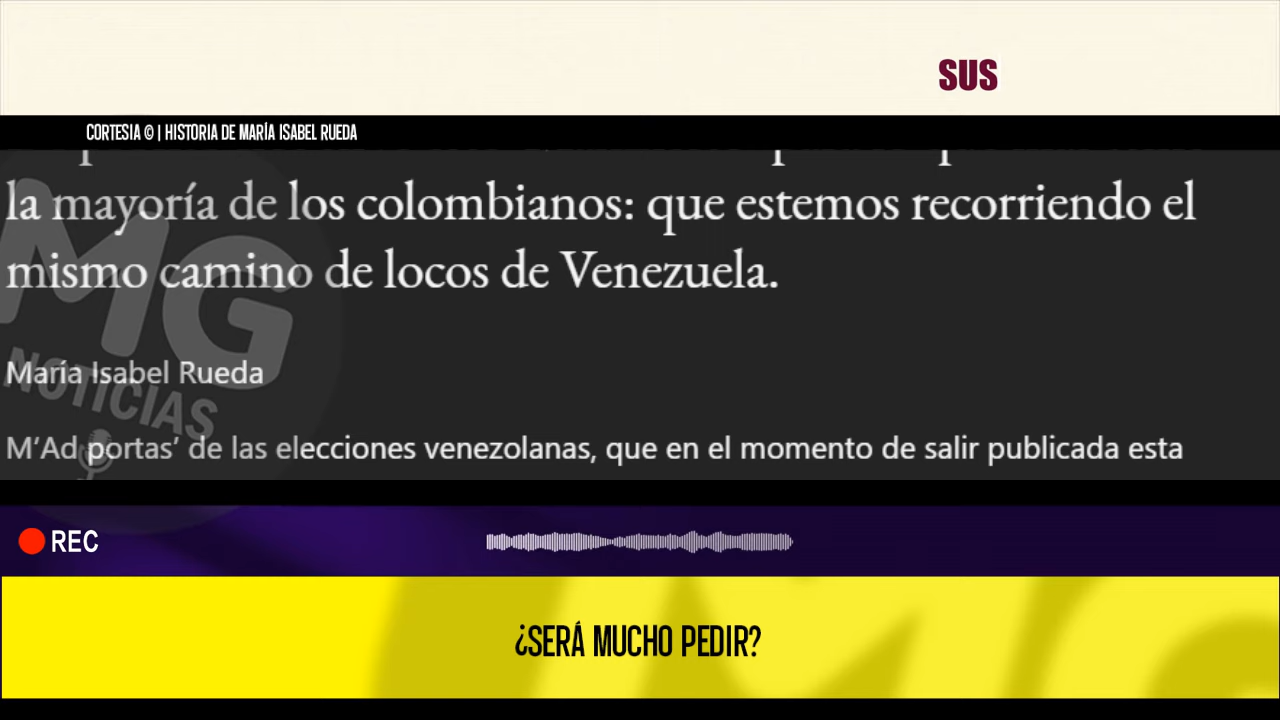 SUS
CORTESIA © | HISTORIA DE MARÍA ISABEL RUEDA
la mayoría de los colombianos: que estemos recorriendo el
mismo camino de locos de Venezuela.
MG
NOTICIAS
María Isabel Rueda
M‘Ad portas’ de las elecciones venezolanas, que en el momento de salir publicada esta
REC
¿SERÁ MUCHO PEDIR?